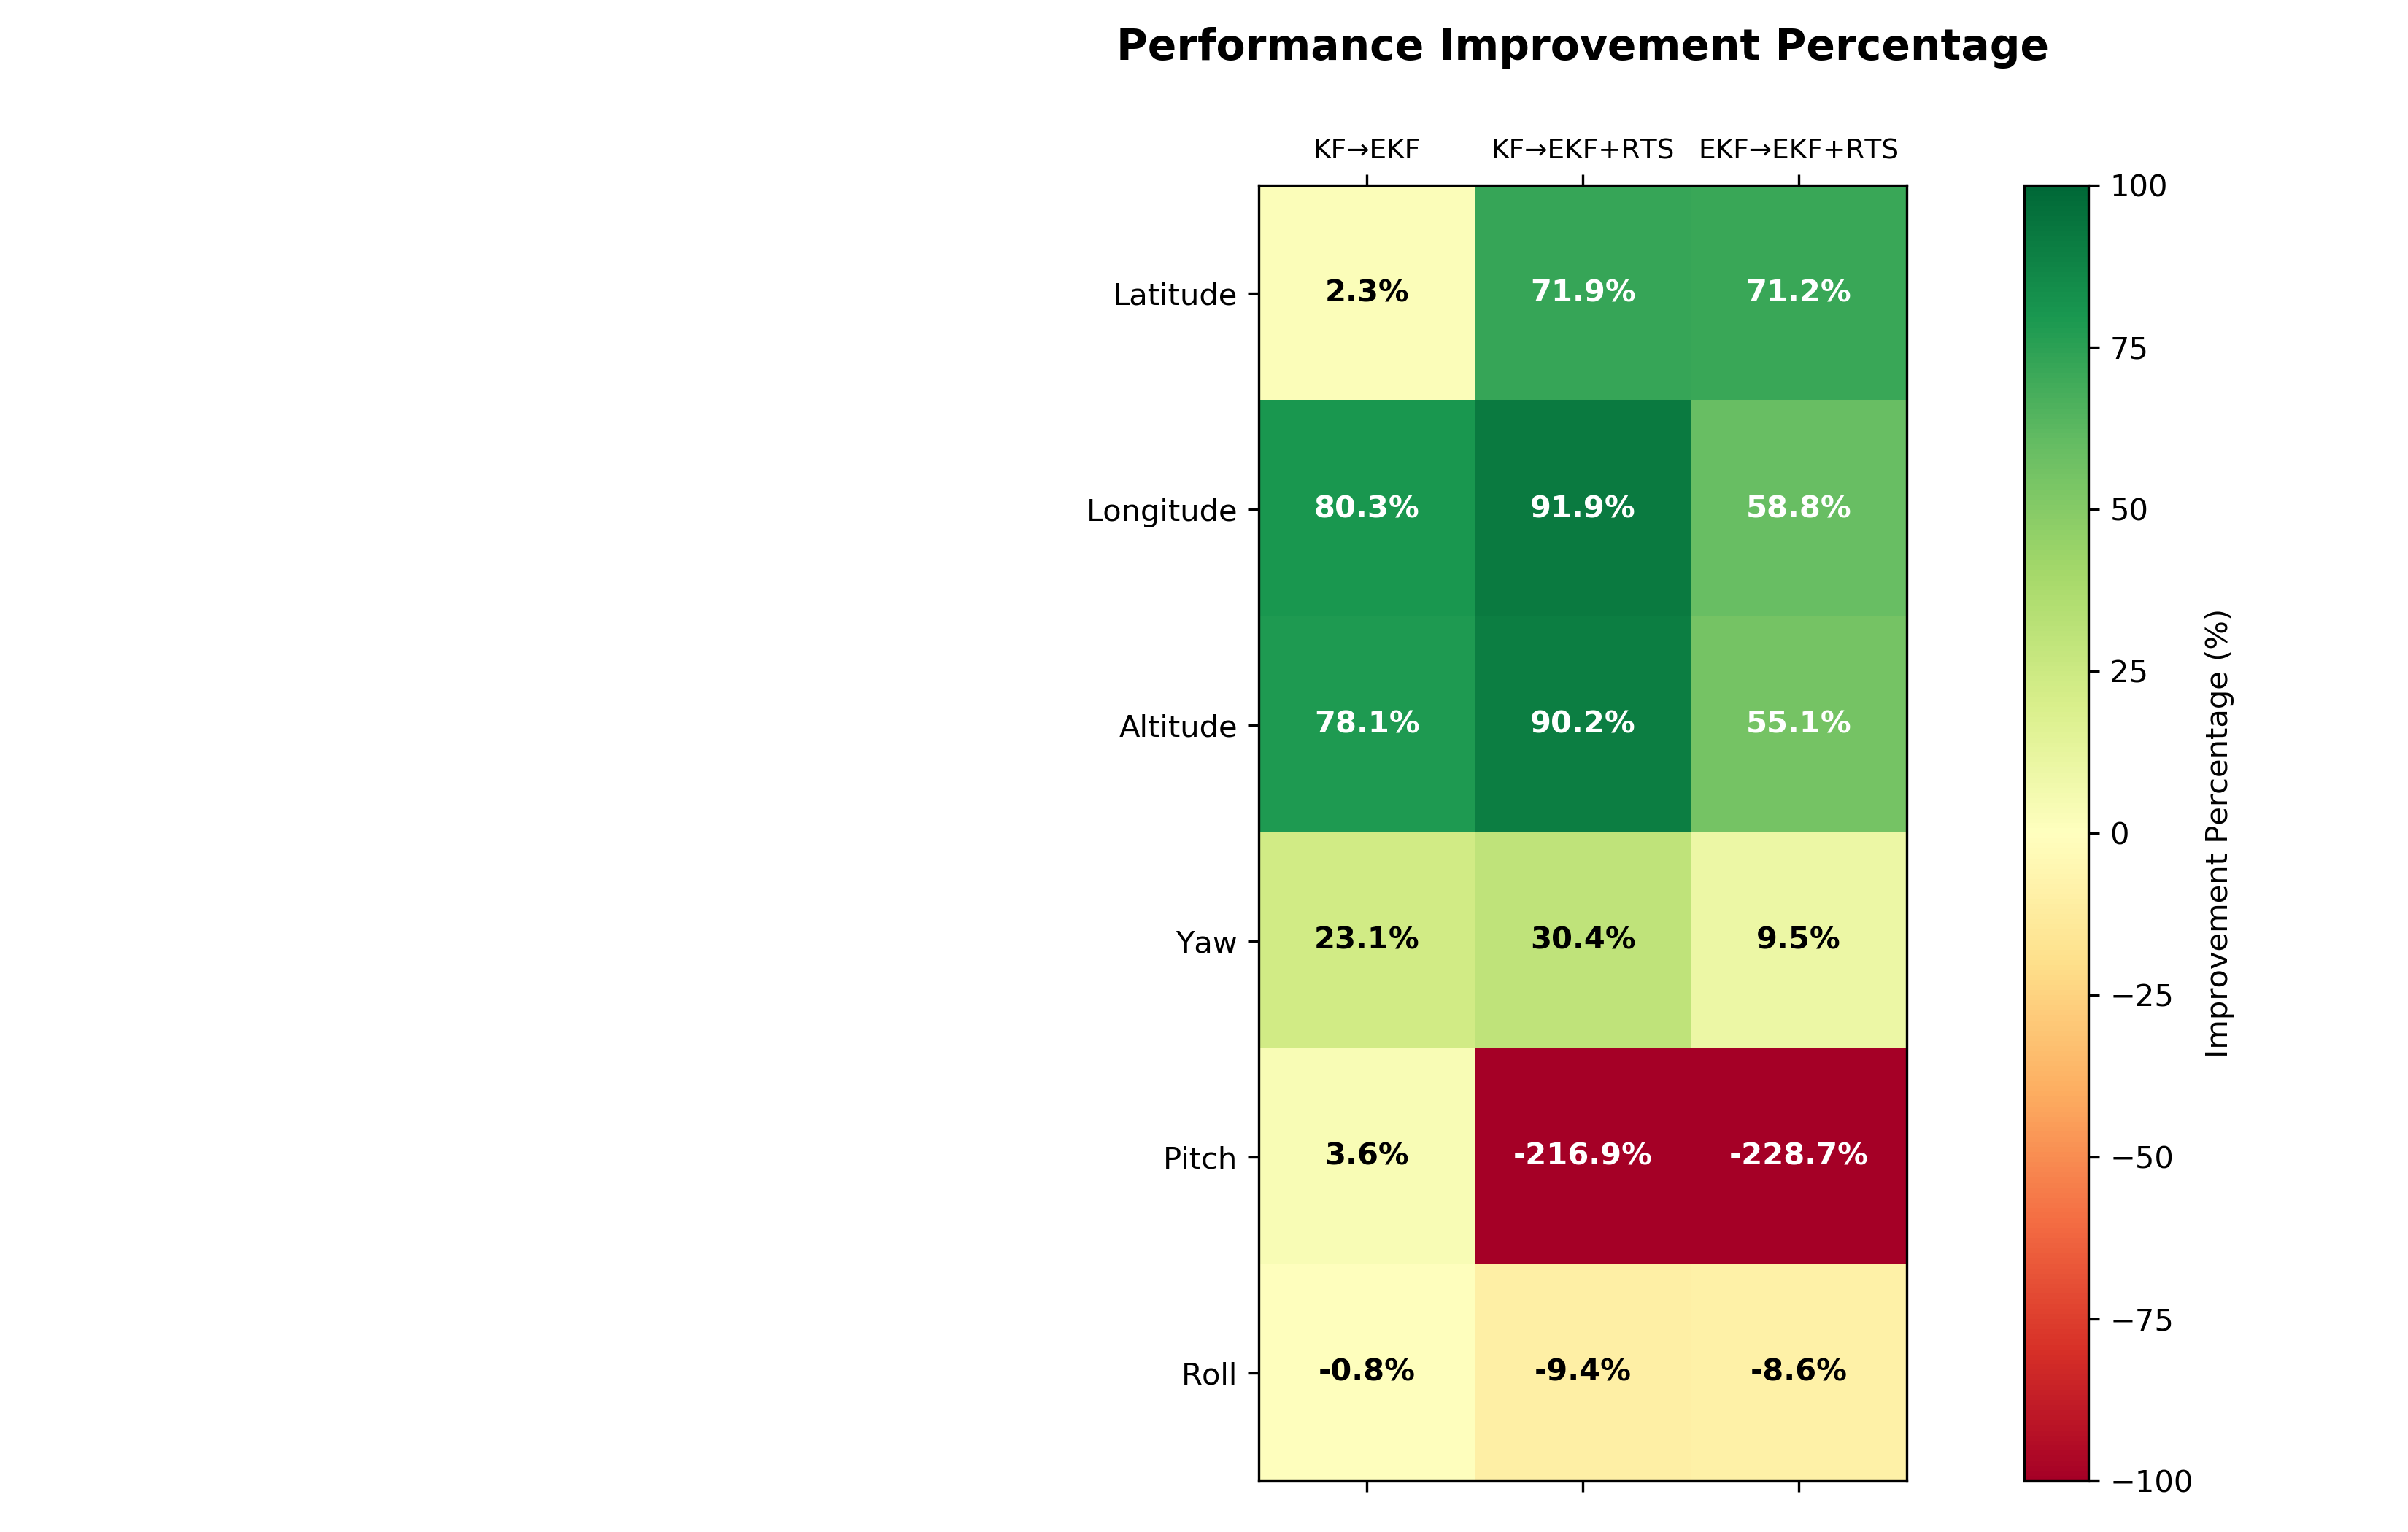 Performance Improvement Percentage
KF→EKF KF→EKF+RTS EKF→EKF+RTS
Latitude 2.3% 71.9% 71.2%
Longitude 80.3% 91.9% 58.8%
Altitude 78.1% 90.2% 55.1%
Yaw 23.1% 30.4% 9.5%
Pitch 3.6% -216.9% -228.7%
Roll -0.8% -9.4% -8.6%
100
75
50
25
0
−25
−50
−75
−100
Improvement Percentage (%)